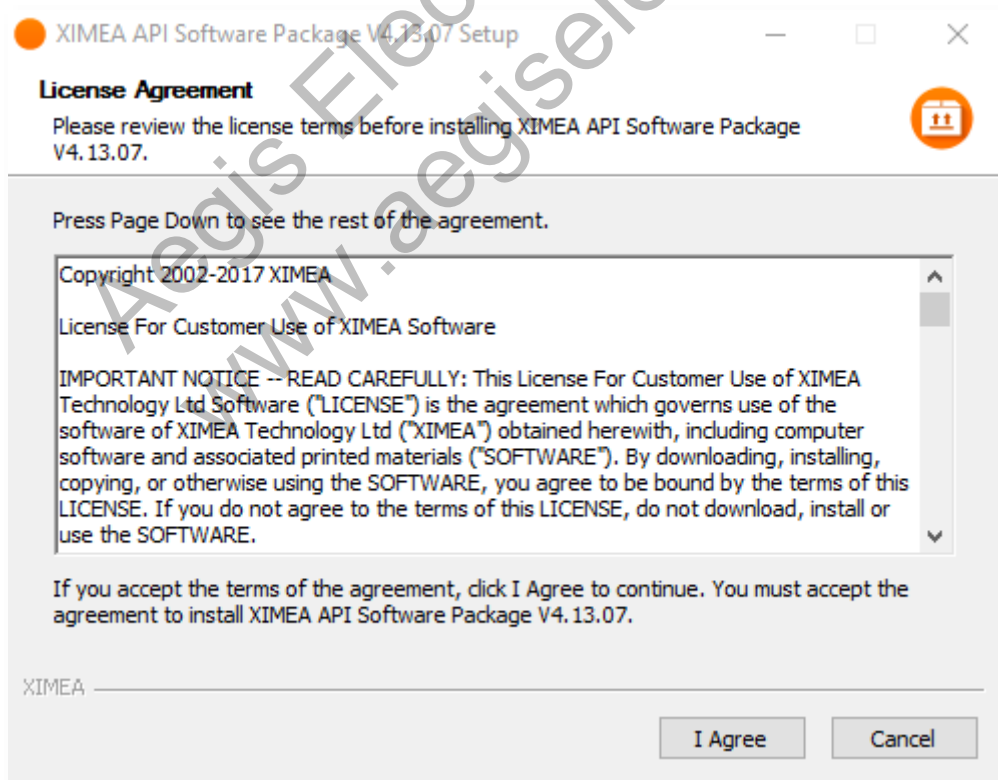 XIMEA API Software Package V4.13.07 Setup
License Agreement
Please review the license terms before installing XIMEA API Software Package
V4.13.07.
Press Page Down to see the rest of the agreement.
Copyright 2002-2017 XIMEA
License For Customer Use of XIMEA Software
IMPORTANT NOTICE -- READ CAREFULLY: This License For Customer Use of XIMEA
Technology Ltd Software ("LICENSE") is the agreement which governs use of the
software of XIMEA Technology Ltd ("XIMEA") obtained herewith, including computer
software and associated printed materials ("SOFTWARE"). By downloading, installing,
copying, or otherwise using the SOFTWARE, you agree to be bound by the terms of this
LICENSE. If you do not agree to the terms of this LICENSE, do not download, install or
use the SOFTWARE.
If you accept the terms of the agreement, click I Agree to continue. You must accept the
agreement to install XIMEA API Software Package V4.13.07.
XIMEA
I Agree
Cancel
Aegis
www.aegis